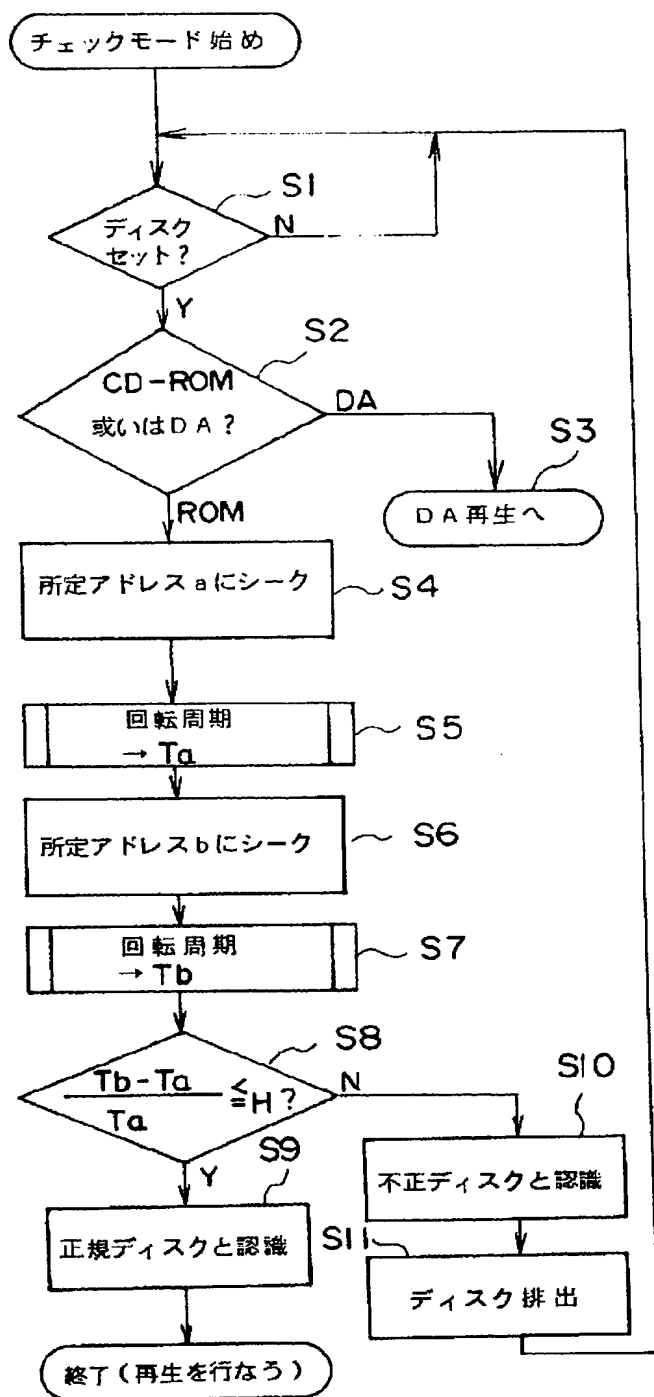 チェックモード始め
S1
ディスク
セット?
N
Y
S2
CD-ROM
或いはDA?
DA
S3
DA再生へ
ROM
所定アドレスaにシーク
S4
回転周期
→ Ta
S5
所定アドレスbにシーク
S6
回転周期
→ Tb
S7
S8
Tb-Ta
Ta
≦H?
N
Y
S9
正規ディスクと認識
S10
不正ディスクと認識
S11
ディスク排出
終了(再生を行なう)